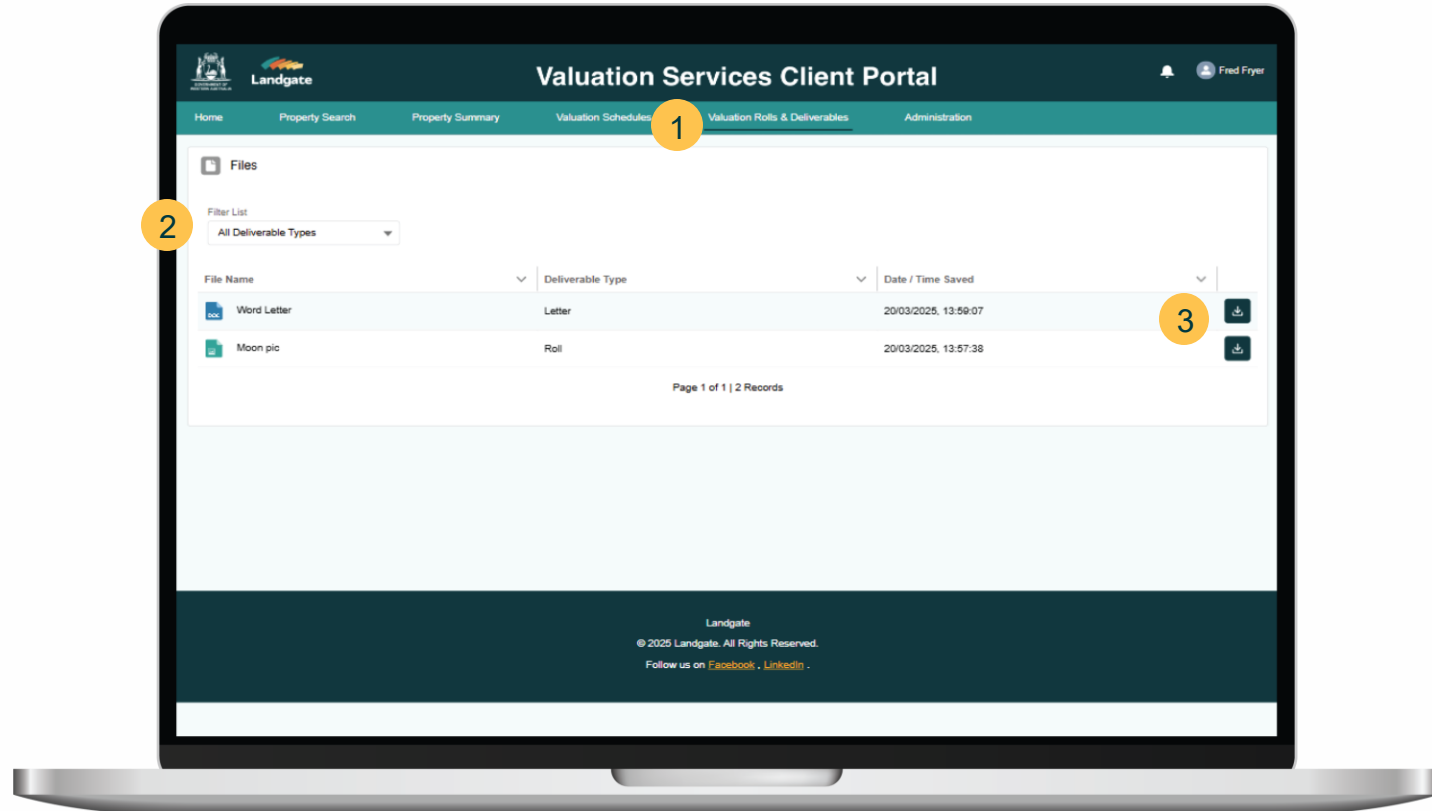 Landgate
Valuation Services Client Portal
Fred Fryer
Home Property Search Property Summary Valuation Schedules 1 Valuation Rolls & Deliverables Administration
Files
2
Filter List
All Deliverable Types
File Name Deliverable Type Date / Time Saved
DOC Word Letter Letter 20/03/2025, 13:59:07 3
Moon pic Roll 20/03/2025, 13:57:38
Page 1 of 1 | 2 Records
Landgate
© 2025 Landgate. All Rights Reserved.
Follow us on Facebook , LinkedIn .